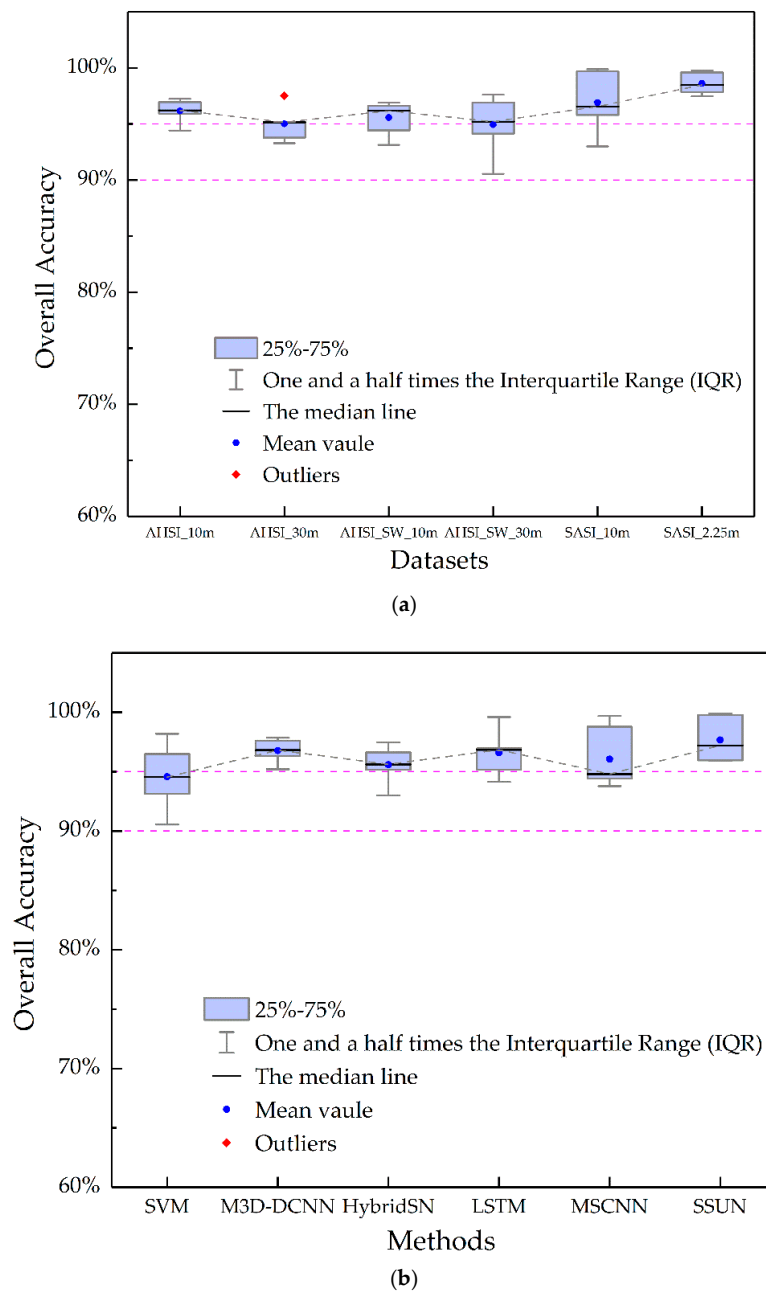 100%
90%
80%
70%
60%
Overall Accuracy
25%-75%
One and a half times the Interquartile Range (IQR)
The median line
Mean vaule
Outliers
AHSI_10m AHSI_30m AHSI_SW_10m AHSI_SW_30m SASI_10m SASI_2.25m
Datasets
(a)
100%
90%
80%
70%
60%
Overall Accuracy
25%-75%
One and a half times the Interquartile Range (IQR)
The median line
Mean vaule
Outliers
SVM M3D-DCNN HybridSN LSTM MSCNN SSUN
Methods
(b)